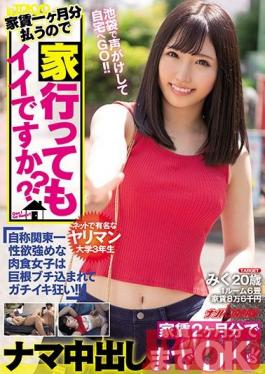 家賃一ヶ月分
払うので
家行っても
イイですか??
池袋で声がけして
自宅へGO!!
「自称関東一
性欲強めな
肉食女子は
巨根ブチ込まれて
ガチイキ狂い!!」
ネットで有名な
ヤリマン
大学3年生
TARGET
みく20歳
1ルーム6畳
家賃8万6千円
家賃2ヶ月分で
ナマ中出しま